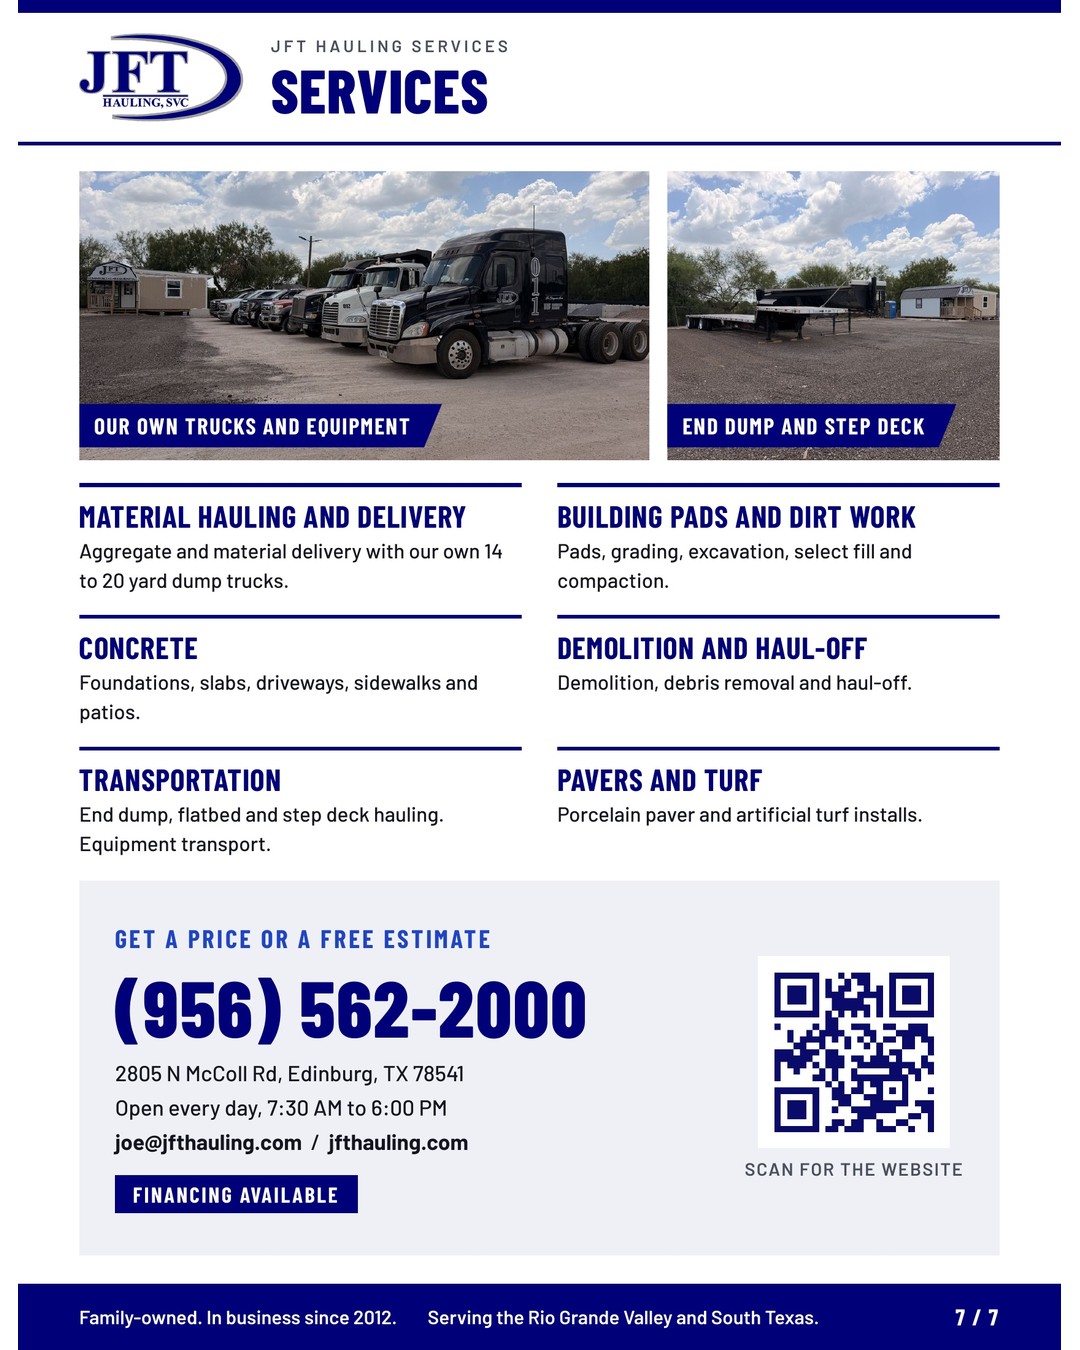 JFT
HAULING, SVC
JFT HAULING SERVICES
SERVICES
JFT
JFT
011
OUR OWN TRUCKS AND EQUIPMENT
END DUMP AND STEP DECK
MATERIAL HAULING AND DELIVERY
Aggregate and material delivery with our own 14
to 20 yard dump trucks.
BUILDING PADS AND DIRT WORK
Pads, grading, excavation, select fill and
compaction.
CONCRETE
Foundations, slabs, driveways, sidewalks and
patios.
DEMOLITION AND HAUL-OFF
Demolition, debris removal and haul-off.
TRANSPORTATION
End dump, flatbed and step deck hauling.
Equipment transport.
PAVERS AND TURF
Porcelain paver and artificial turf installs.
GET A PRICE OR A FREE ESTIMATE
(956) 562-2000
2805 N McColl Rd, Edinburg, TX 78541
Open every day, 7:30 AM to 6:00 PM
joe@jfthauling.com / jfthauling.com
FINANCING AVAILABLE
SCAN FOR THE WEBSITE
Family-owned. In business since 2012. Serving the Rio Grande Valley and South Texas.
7 / 7